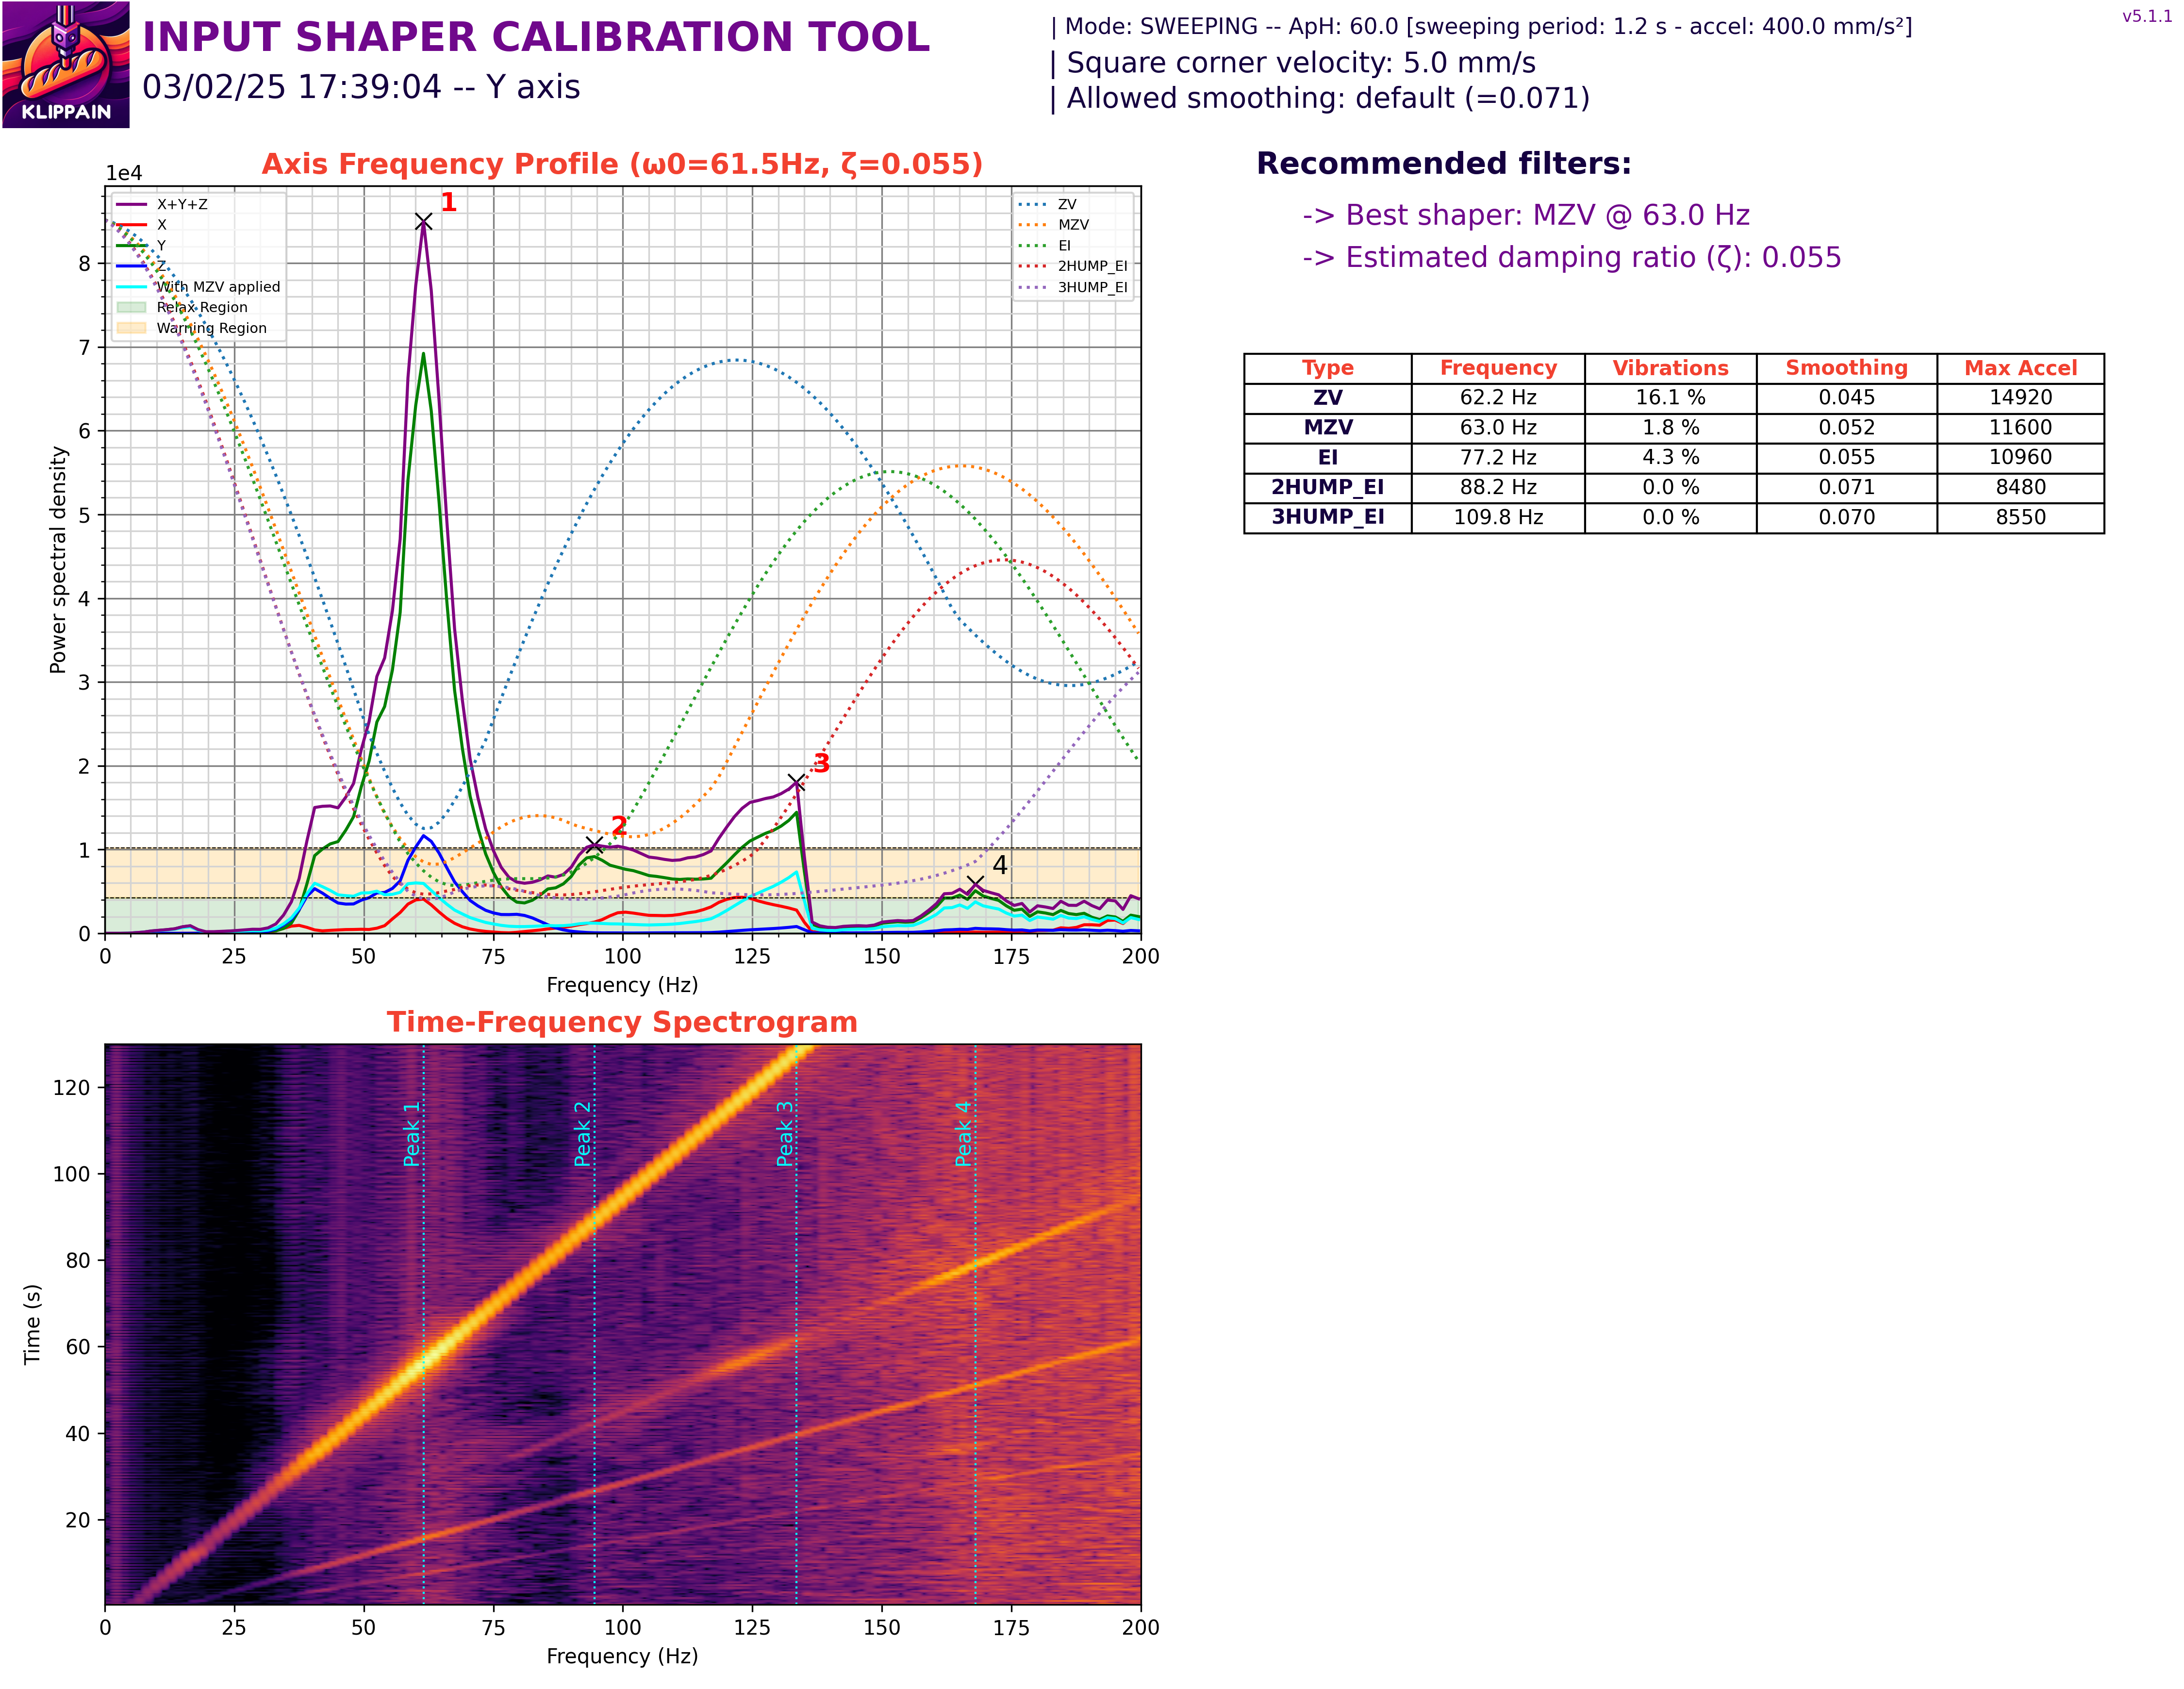 KLIPPAIN
INPUT SHAPER CALIBRATION TOOL
03/02/25 17:39:04 -- Y axis
| Mode: SWEEPING -- ApH: 60.0 [sweeping period: 1.2 s - accel: 400.0 mm/s²]
| Square corner velocity: 5.0 mm/s
| Allowed smoothing: default (=0.071)
v5.1.1
Axis Frequency Profile (ω0=61.5Hz, ζ=0.055)
1e4
X+Y+Z
X
Y
Z
With MZV applied
Relax Region
Warning Region
ZV
MZV
EI
2HUMP_EI
3HUMP_EI
1
2
3
4
Power spectral density
8
7
6
5
4
3
2
1
0
0 25 50 75 100 125 150 175 200
Frequency (Hz)
Recommended filters:
-> Best shaper: MZV @ 63.0 Hz
-> Estimated damping ratio (ζ): 0.055
Type Frequency Vibrations Smoothing Max Accel
ZV 62.2 Hz 16.1 % 0.045 14920
MZV 63.0 Hz 1.8 % 0.052 11600
EI 77.2 Hz 4.3 % 0.055 10960
2HUMP_EI 88.2 Hz 0.0 % 0.071 8480
3HUMP_EI 109.8 Hz 0.0 % 0.070 8550
Time-Frequency Spectrogram
Peak 1
Peak 2
Peak 3
Peak 4
Time (s)
120
100
80
60
40
20
0 25 50 75 100 125 150 175 200
Frequency (Hz)